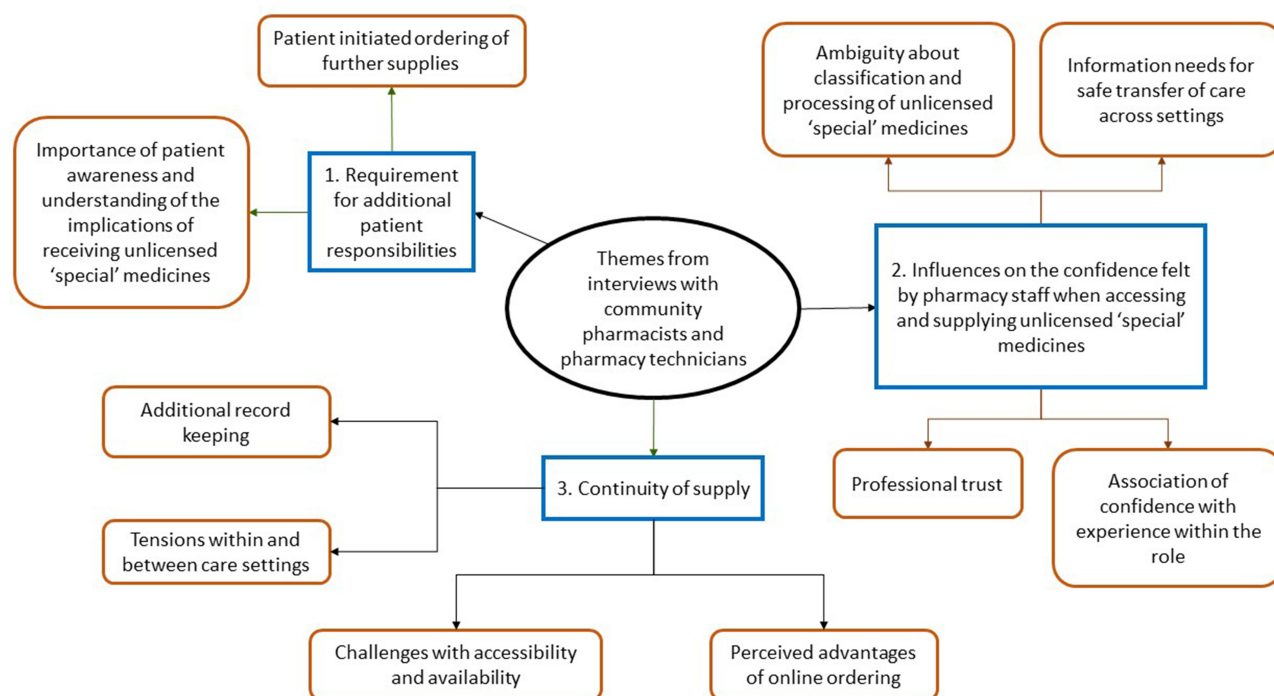 Patient initiated ordering of
further supplies
Importance of patient
awareness and
understanding of the
implications of
receiving unlicensed
‘special’ medicines
1. Requirement
for additional
patient
responsibilities
Themes from
interviews with
community
pharmacists and
pharmacy technicians
Ambiguity about
classification and
processing of unlicensed
‘special’ medicines
Information needs for
safe transfer of care
across settings
2. Influences on the confidence felt
by pharmacy staff when accessing
and supplying unlicensed ‘special’
medicines
Professional trust
Association of
confidence with
experience within the
role
3. Continuity of supply
Additional record
keeping
Tensions within and
between care settings
Challenges with accessibility
and availability
Perceived advantages
of online ordering